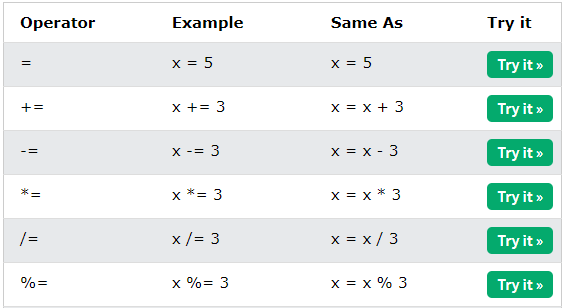 Operator Example Same As Try it
= x = 5 x = 5 Try it »
+= x += 3 x = x + 3 Try it »
-= x -= 3 x = x - 3 Try it »
*= x *= 3 x = x * 3 Try it »
/= x /= 3 x = x / 3 Try it »
%= x %= 3 x = x % 3 Try it »